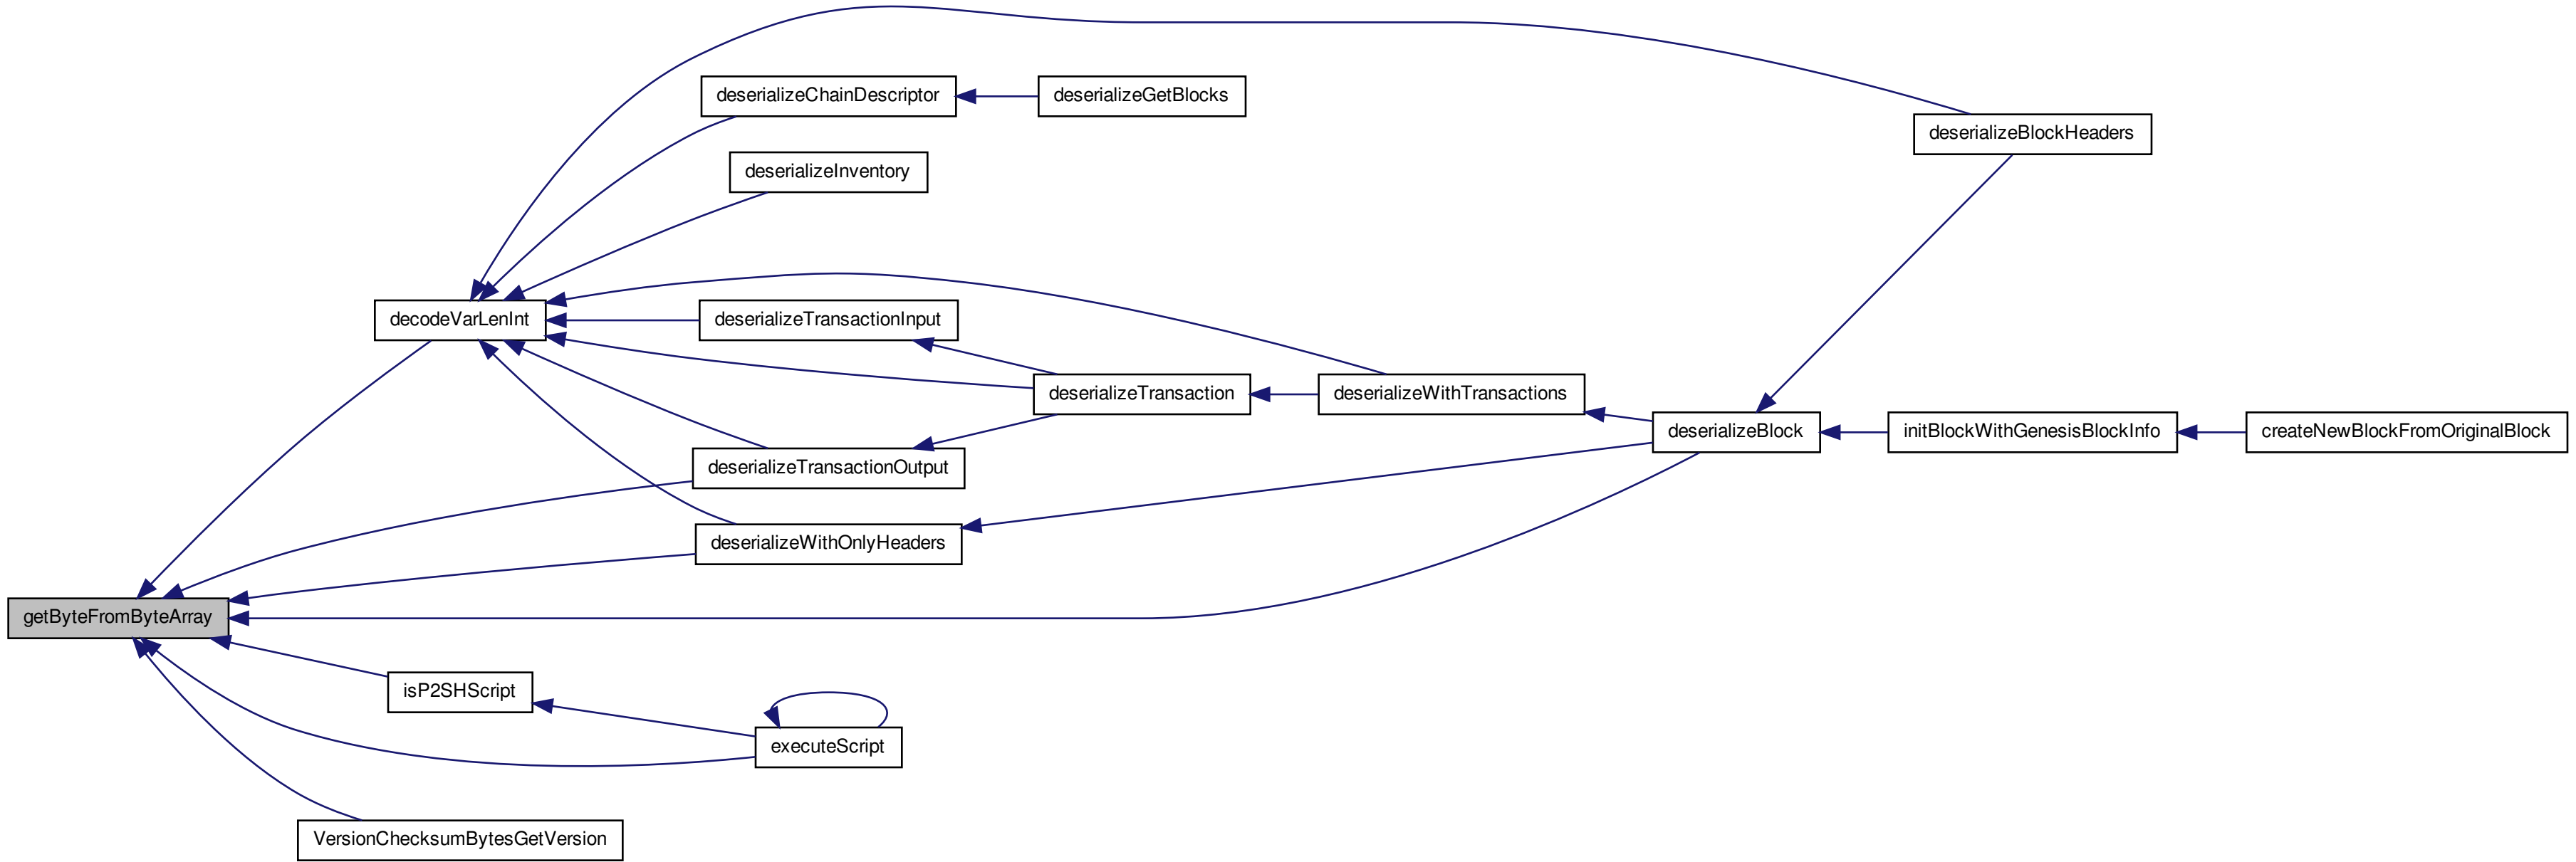 deserializeChainDescriptor
deserializeGetBlocks
deserializeBlockHeaders
deserializeInventory
decodeVarLenInt
deserializeTransactionInput
deserializeTransaction
deserializeWithTransactions
deserializeBlock
initBlockWithGenesisBlockInfo
createNewBlockFromOriginalBlock
deserializeTransactionOutput
deserializeWithOnlyHeaders
getByteFromByteArray
isP2SHScript
executeScript
VersionChecksumBytesGetVersion